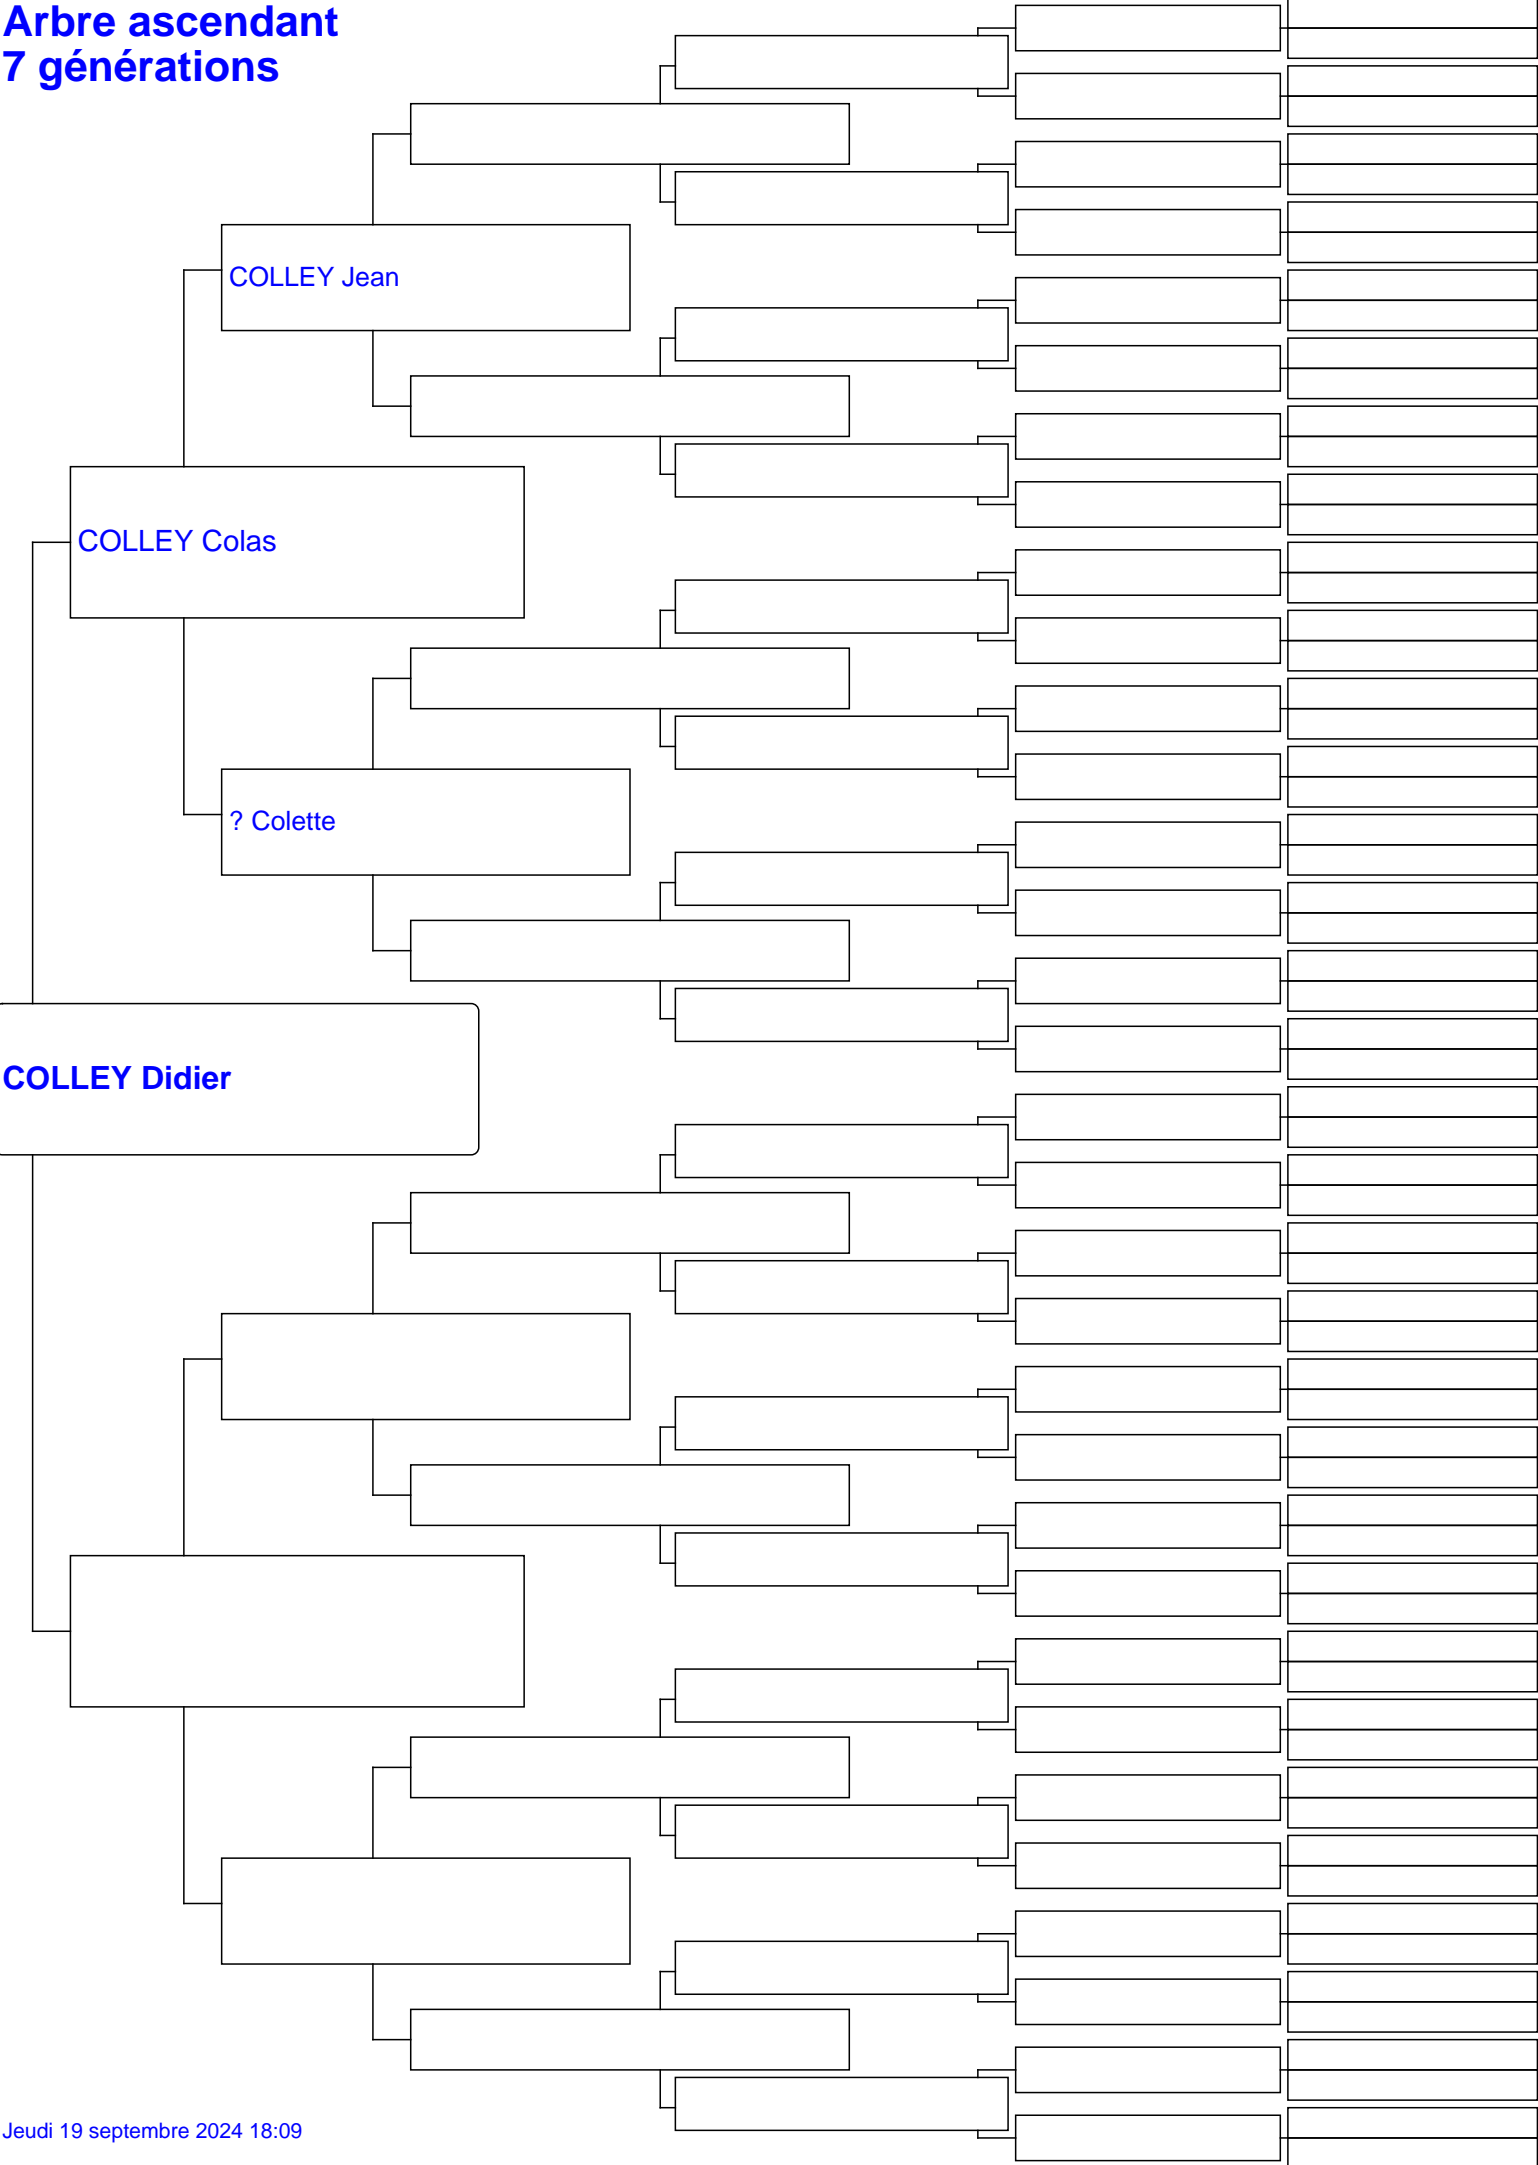 Arbre ascendant
7 générations
COLLEY Jean
COLLEY Colas
? Colette
COLLEY Didier
Jeudi 19 septembre 2024 18:09